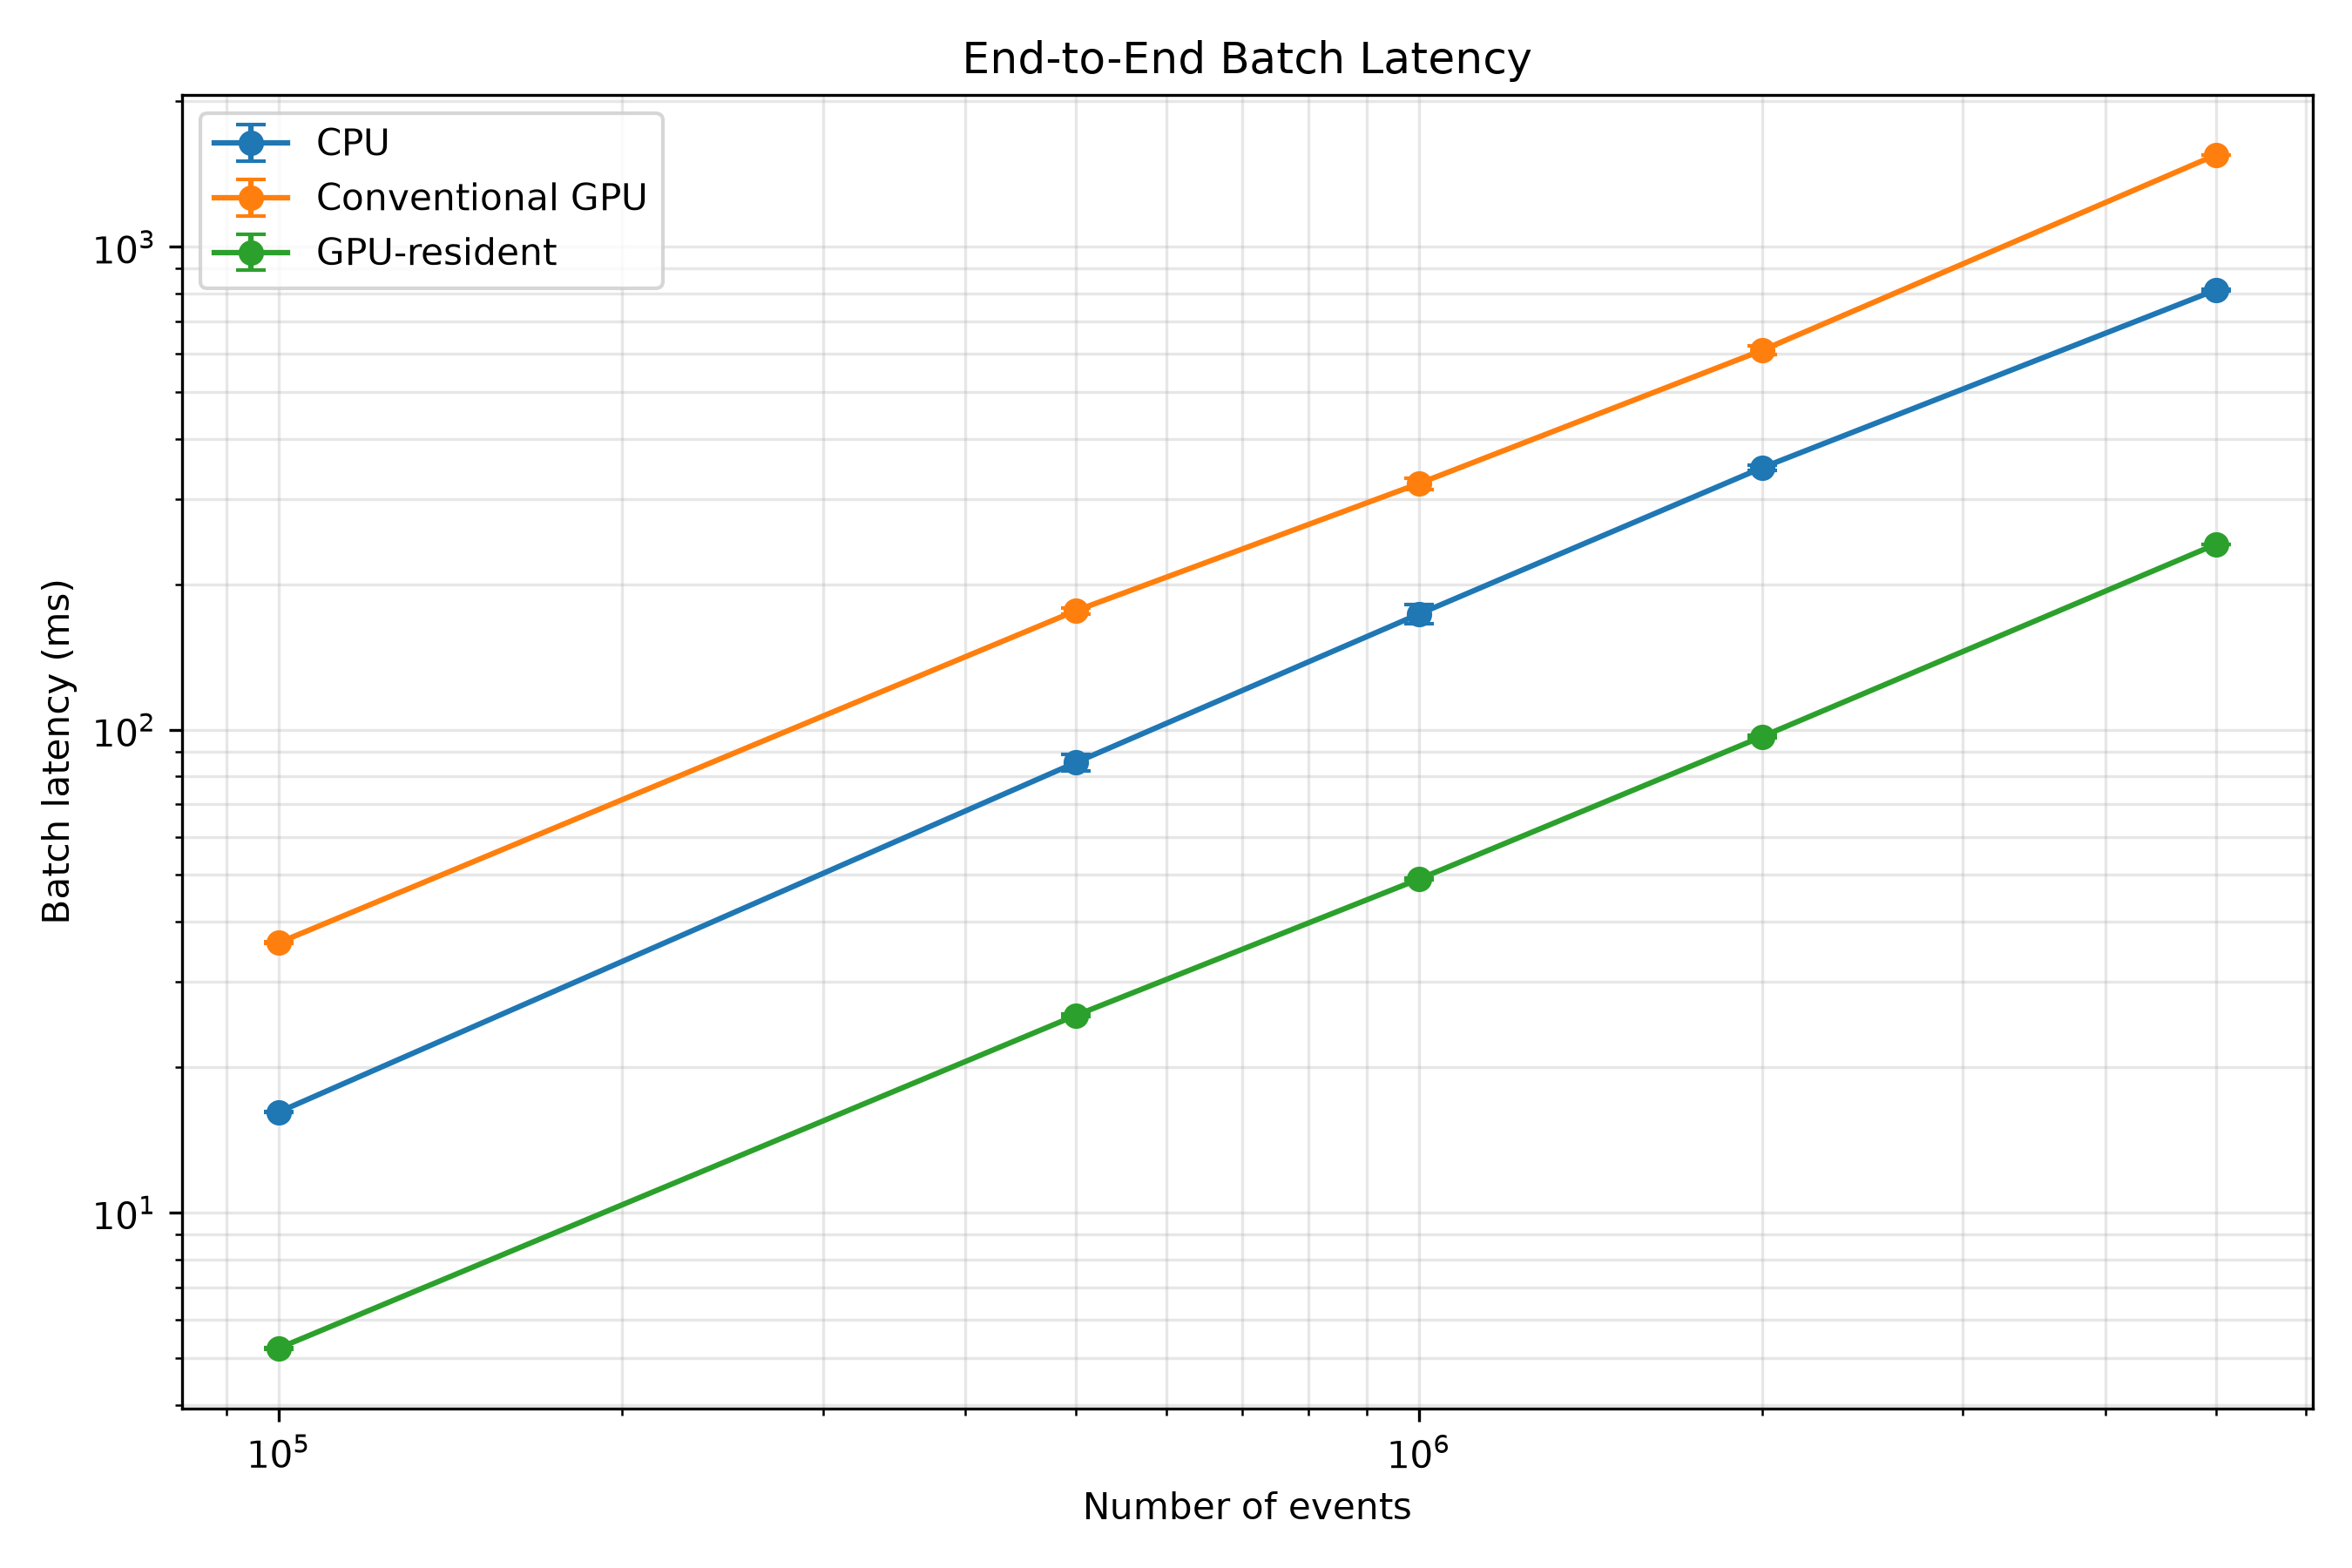 End-to-End Batch Latency
CPU
Conventional GPU
GPU-resident
10³
10²
10¹
Batch latency (ms)
10⁵
10⁶
Number of events